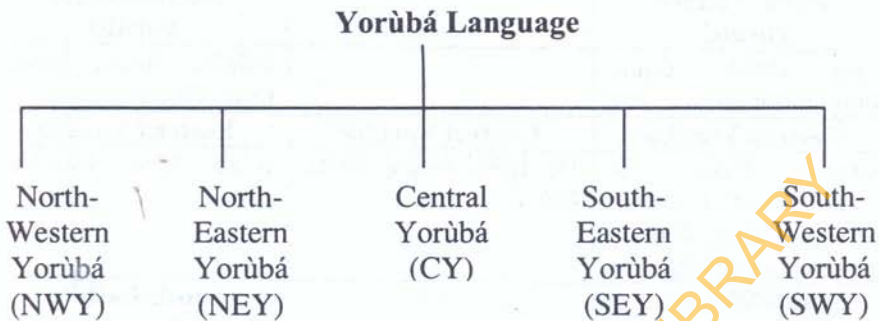 Yorùbá Language
North-
Western
Yorùbá
(NWY)
North-
Eastern
Yorùbá
(NEY)
Central
Yorùbá
(CY)
South-
Eastern
Yorùbá
(SEY)
South-
Western
Yorùbá
(SWY)